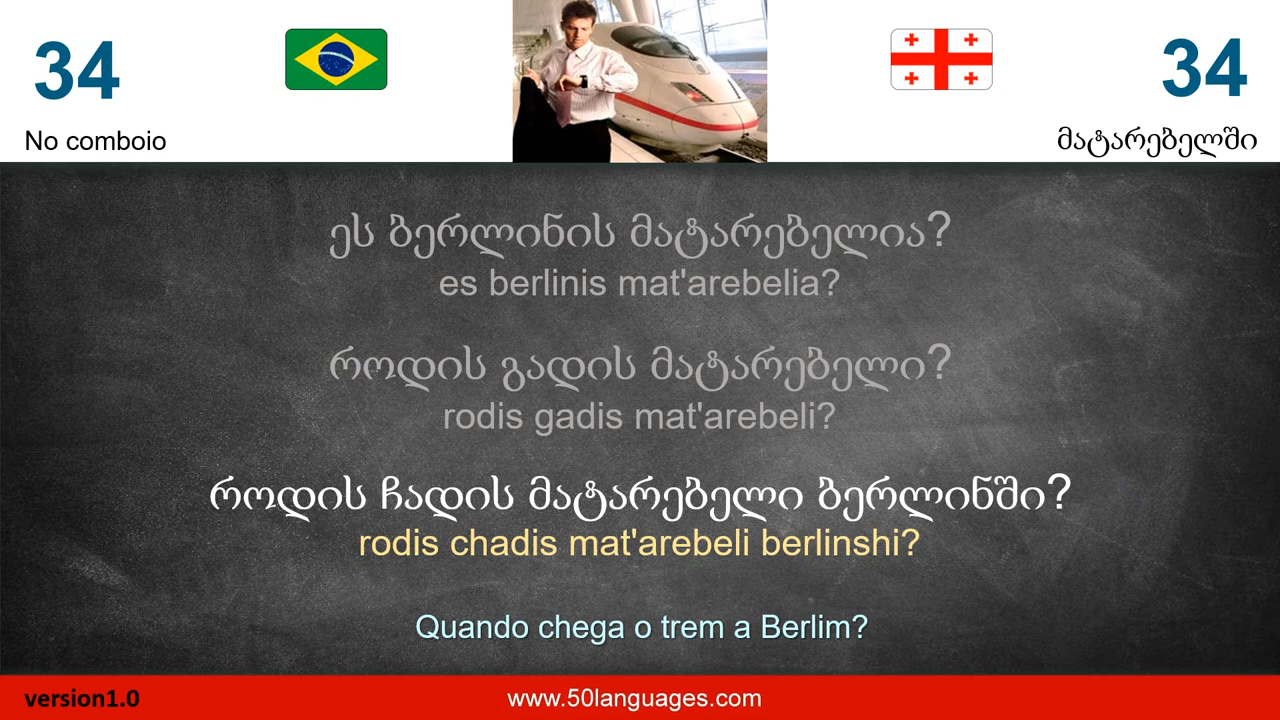 34
34
No comboio
მატარებელში
ეს ბერლინის მატარებელია?
es berlinis mat'arebelia?
როდის გადის მატარებელი?
rodis gadis mat'arebeli?
როდის ჩადის მატარებელი ბერლინში?
rodis chadis mat'arebeli berlinshi?
Quando chega o trem a Berlim?
version1.0
www.50languages.com